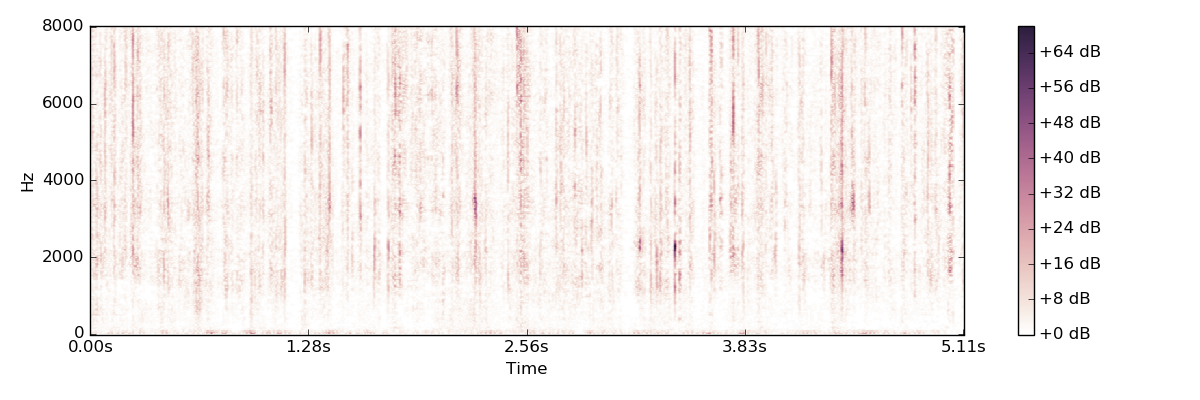 8000
6000
4000
2000
0
Hz
0.00s
1.28s
2.56s
3.83s
5.11s
Time
+64 dB
+56 dB
+48 dB
+40 dB
+32 dB
+24 dB
+16 dB
+8 dB
+0 dB